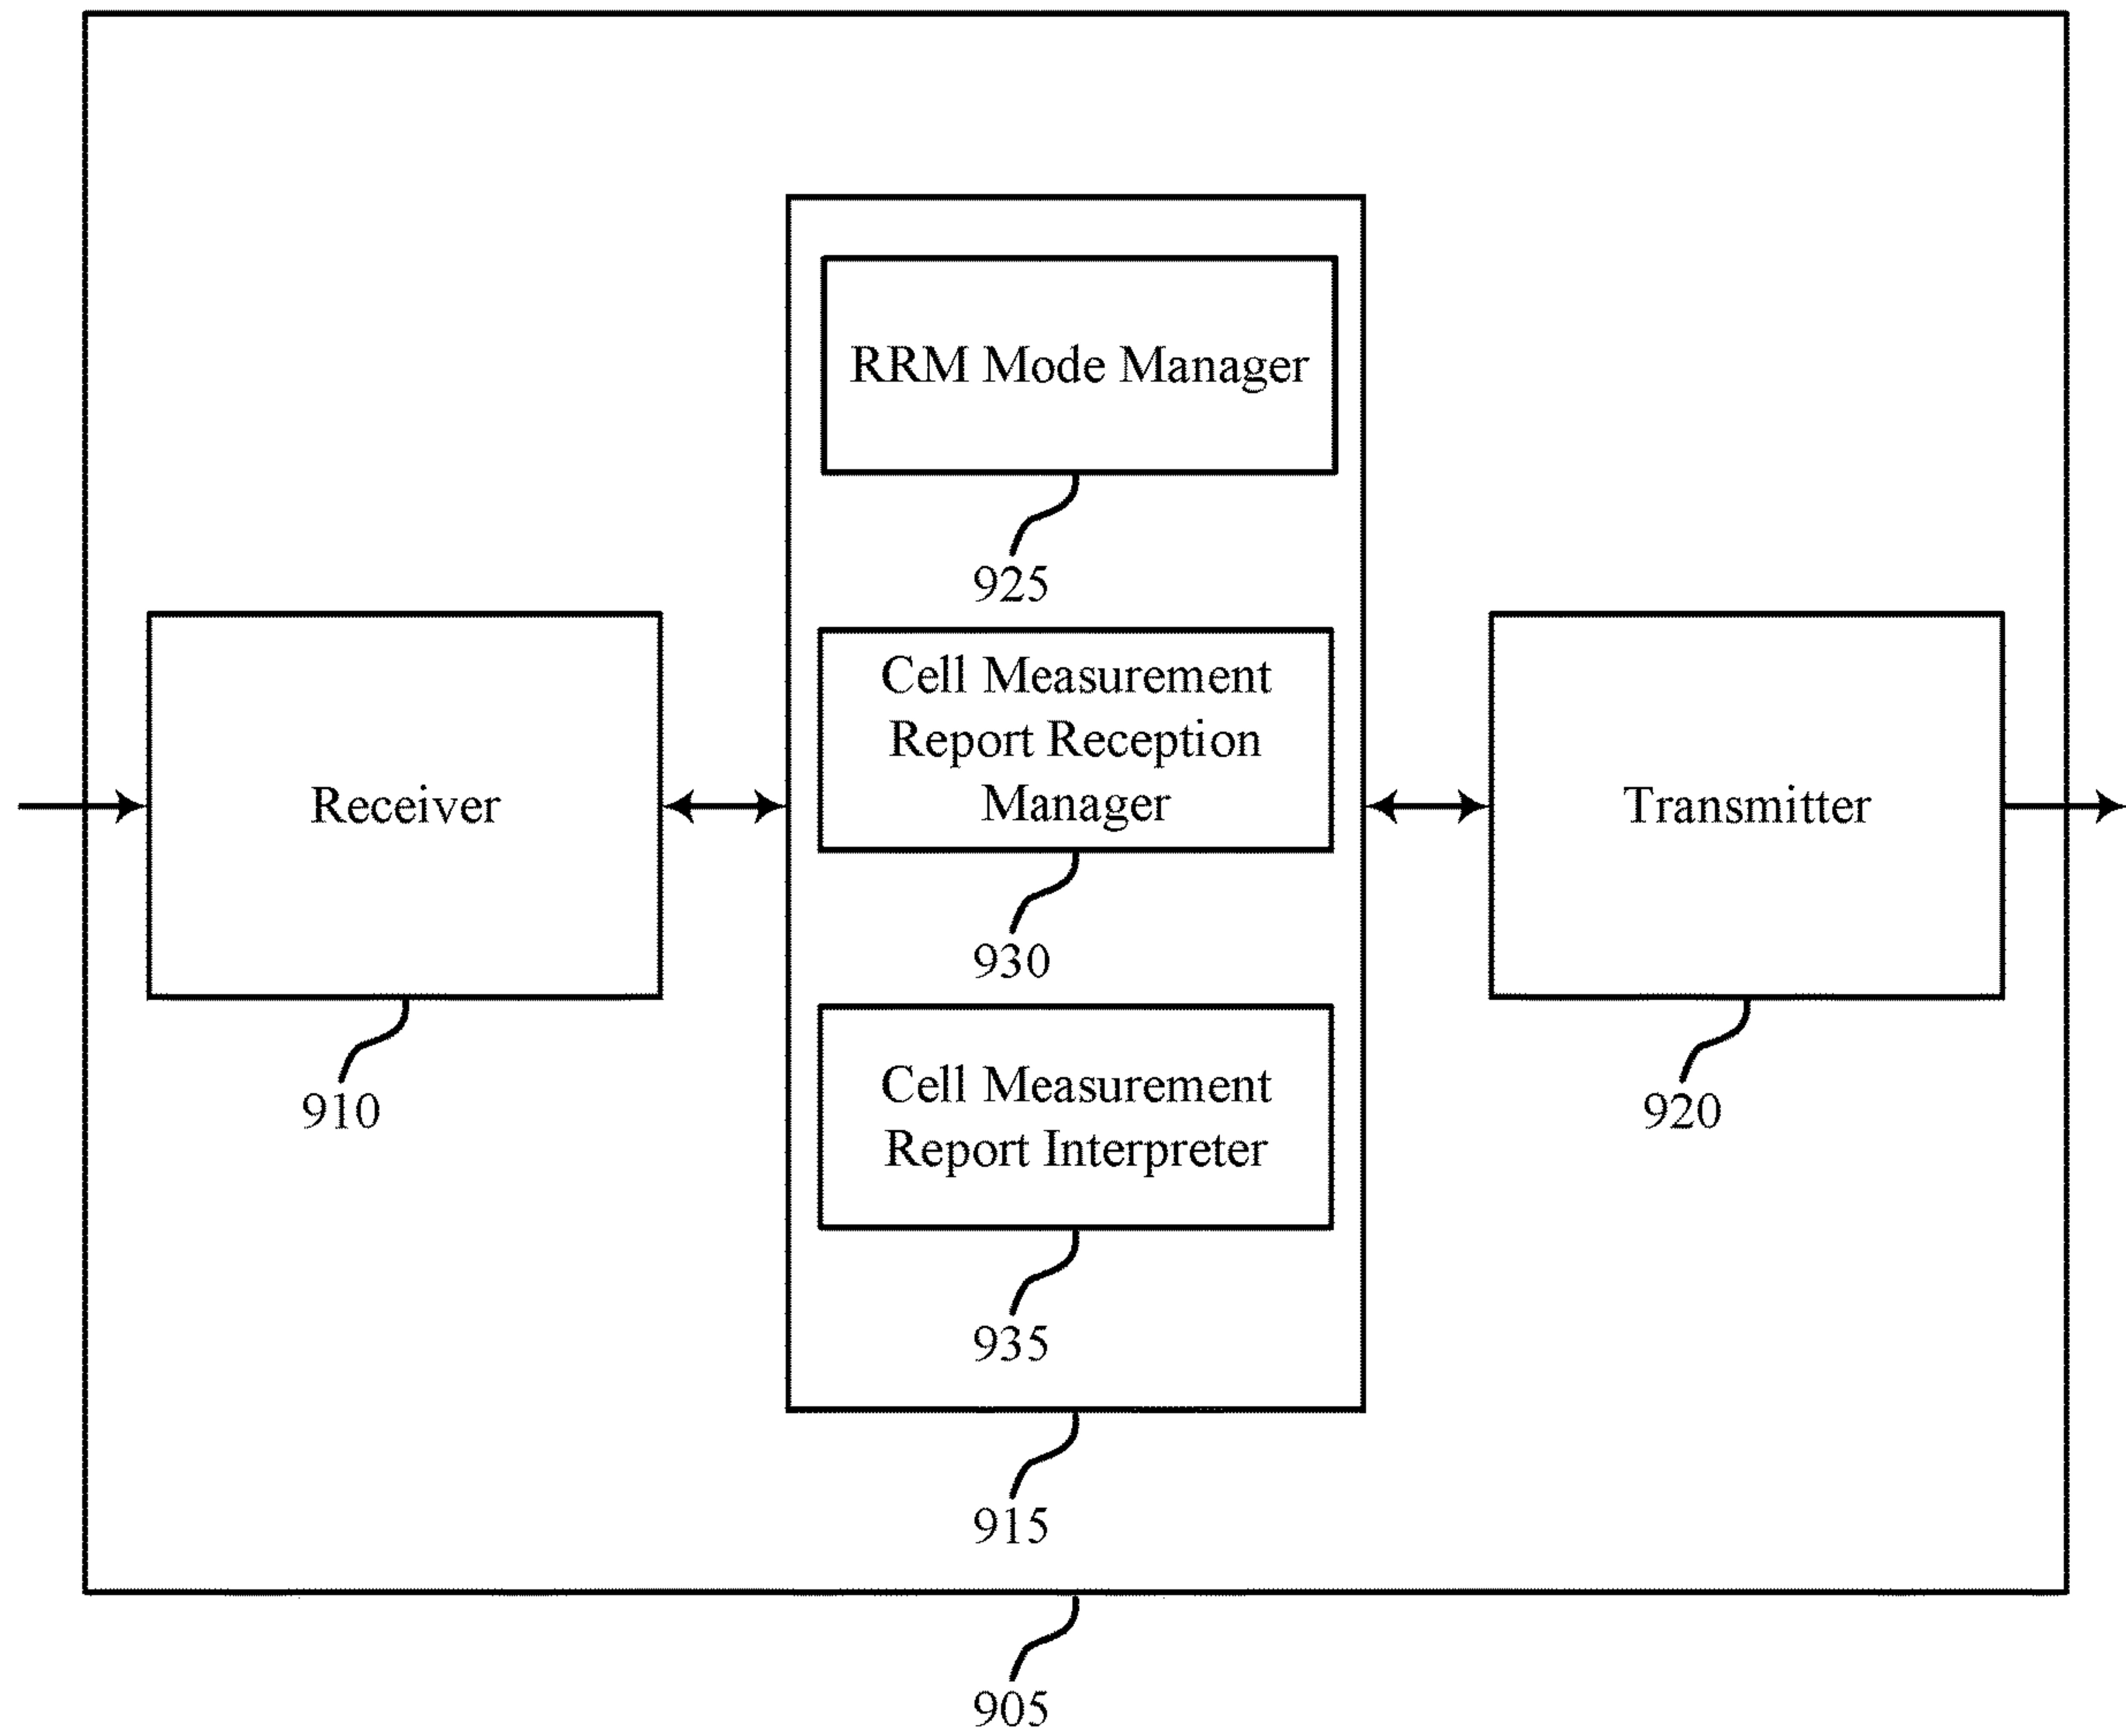 RRM Mode Manager
925
Cell Measurement
Report Reception
Manager
930
Cell Measurement
Report Interpreter
935
915
Receiver
910
Transmitter
920
905